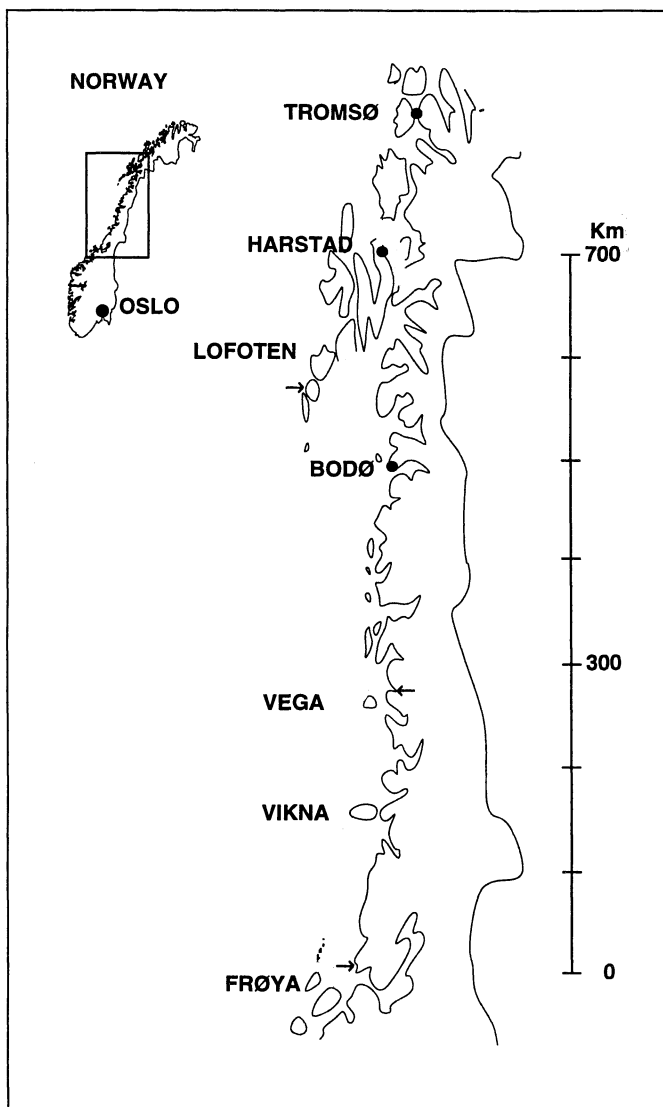 NORWAY
OSLO
TROMSØ
HARSTAD
LOFOTEN
BODØ
VEGA
VIKNA
FRØYA
Km
700
300
0